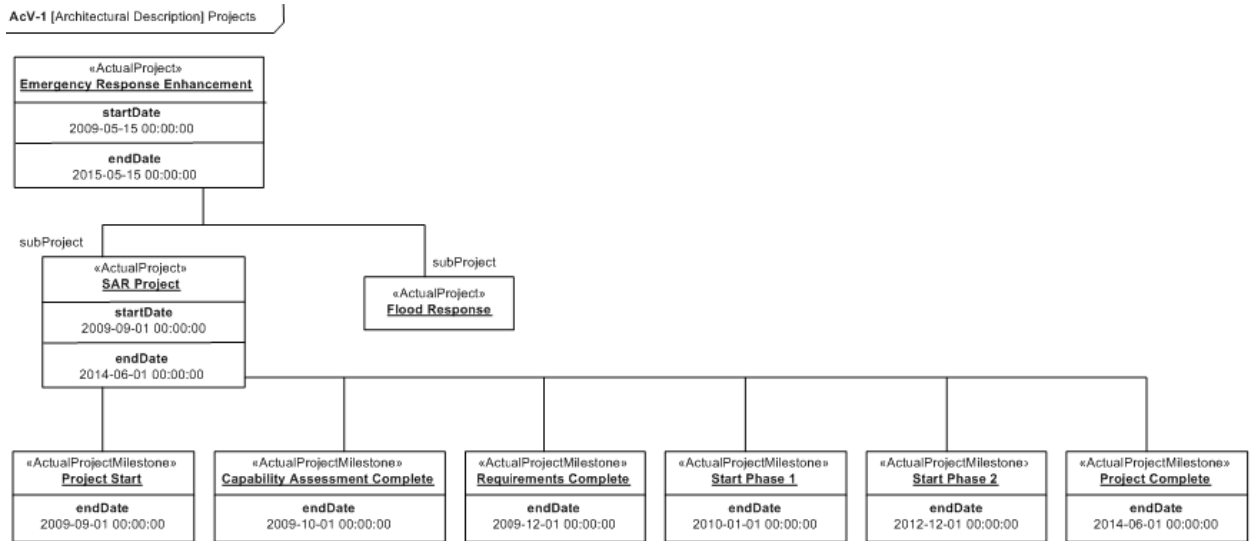 AcV-1 [Architectural Description] Projects
«ActualProject»
Emergency Response Enhancement
startDate
2009-05-15 00:00:00
endDate
2015-05-15 00:00:00
subProject
«ActualProject»
SAR Project
startDate
2009-09-01 00:00:00
endDate
2014-06-01 00:00:00
subProject
«ActualProject»
Flood Response
«ActualProjectMilestone»
Project Start
endDate
2009-09-01 00:00:00
«ActualProjectMilestone»
Capability Assessment Complete
endDate
2009-10-01 00:00:00
«ActualProjectMilestone»
Requirements Complete
endDate
2009-12-01 00:00:00
«ActualProjectMilestone»
Start Phase 1
endDate
2010-01-01 00:00:00
«ActualProjectMilestone›
Start Phase 2
endDate
2012-12-01 00:00:00
«ActualProjectMilestone»
Project Complete
endDate
2014-06-01 00:00:00